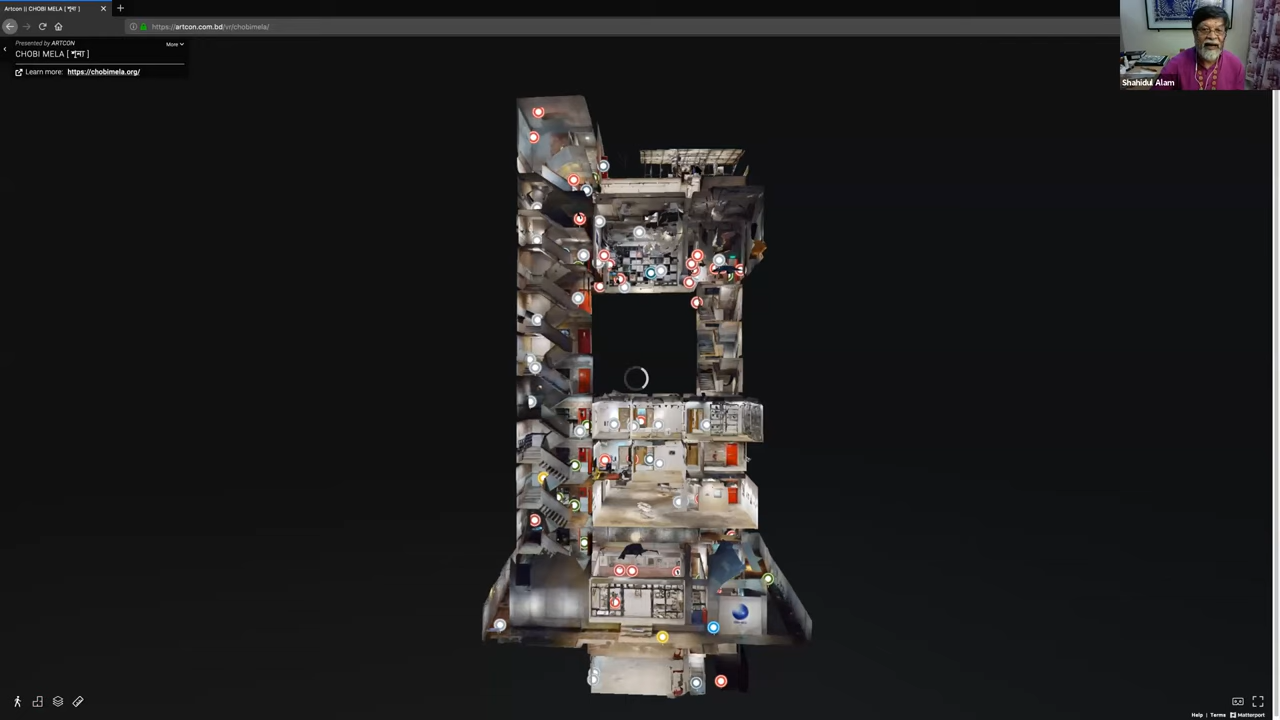 Artcon || CHOBI MELA [ শূন্য ]
https://artcon.com.bd/vr/chobimela/
Presented by ARTCON
More
CHOBI MELA [ শূন্য ]
Learn more: https://chobimela.org/
Shahidul Alam
Help | Terms
Matterport